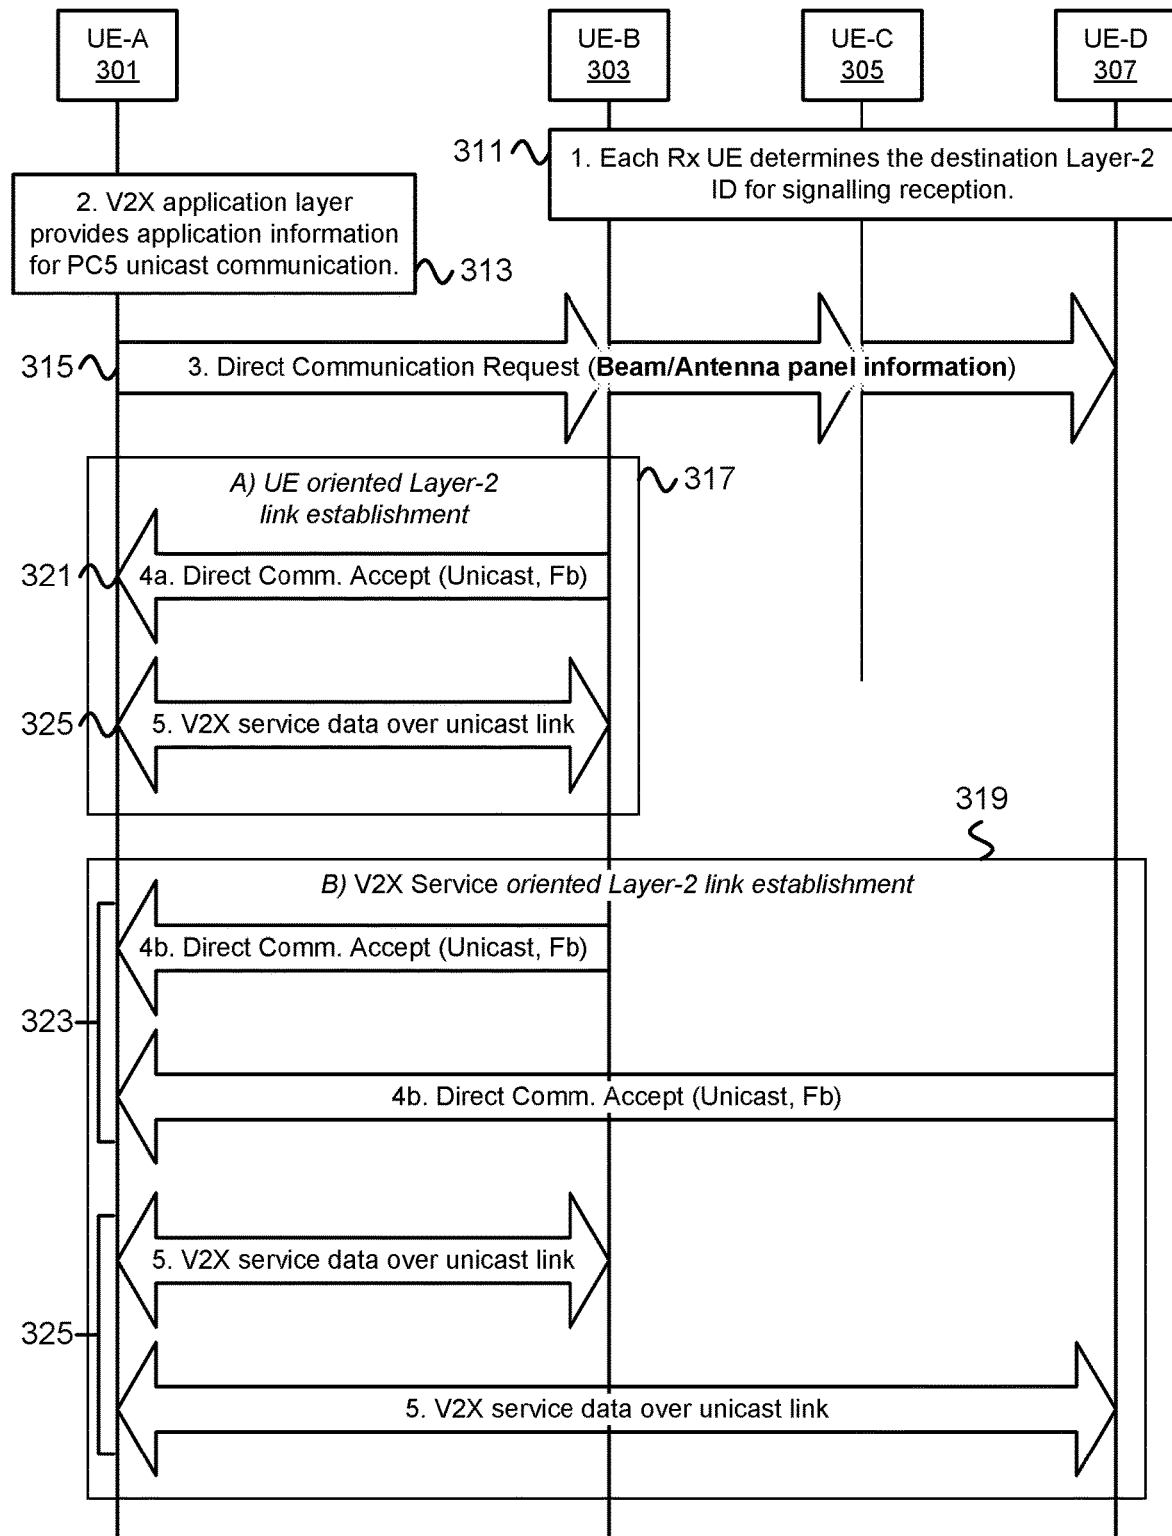 UE-A
301
UE-B
303
UE-C
305
UE-D
307
311
1. Each Rx UE determines the destination Layer-2
ID for signalling reception.
2. V2X application layer
provides application information
for PC5 unicast communication.
313
315
3. Direct Communication Request (Beam/Antenna panel information)
317
A) UE oriented Layer-2
link establishment
321
4a. Direct Comm. Accept (Unicast, Fb)
325
5. V2X service data over unicast link
319
B) V2X Service oriented Layer-2 link establishment
4b. Direct Comm. Accept (Unicast, Fb)
323
4b. Direct Comm. Accept (Unicast, Fb)
5. V2X service data over unicast link
325
5. V2X service data over unicast link